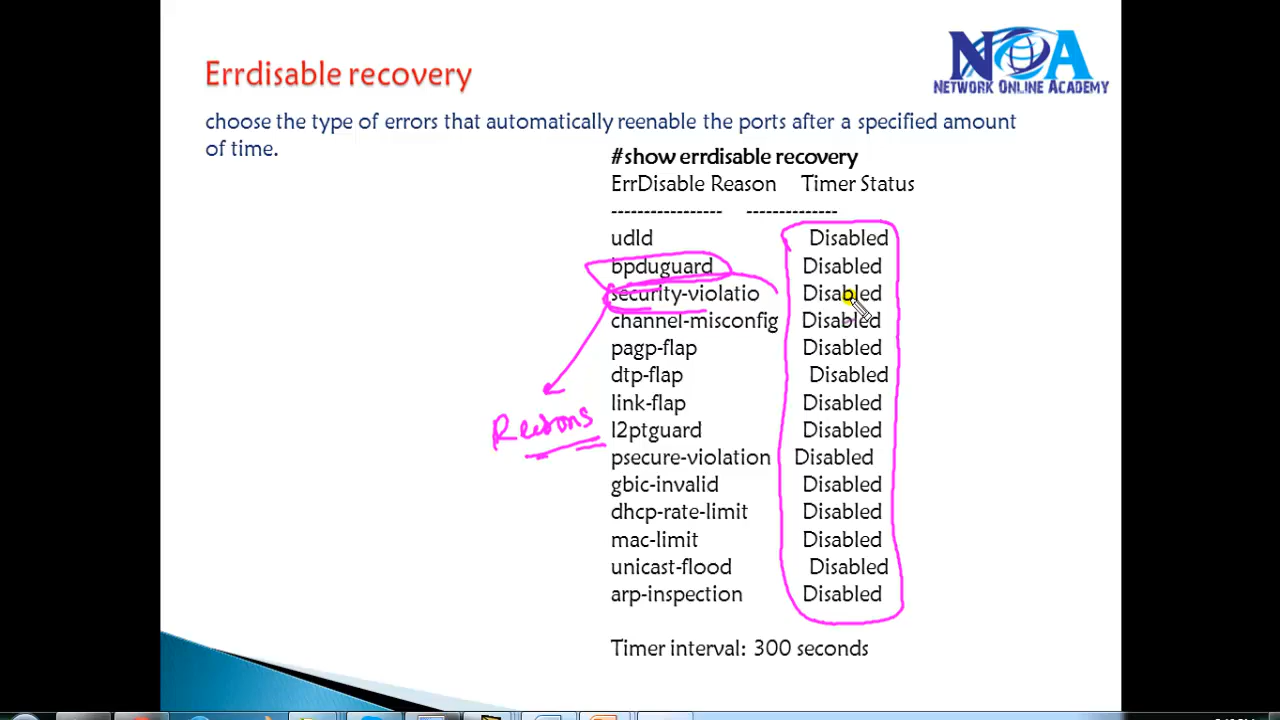 NOA
NETWORK ONLINE ACADEMY
Errdisable recovery
choose the type of errors that automatically reenable the ports after a specified amount
of time.
#show errdisable recovery
ErrDisable Reason Timer Status
----------------- --------------
udld Disabled
bpduguard Disabled
security-violatio Disabled
channel-misconfig Disabled
pagp-flap Disabled
dtp-flap Disabled
link-flap Disabled
Resons
l2ptguard Disabled
psecure-violation Disabled
gbic-invalid Disabled
dhcp-rate-limit Disabled
mac-limit Disabled
unicast-flood Disabled
arp-inspection Disabled
Timer interval: 300 seconds